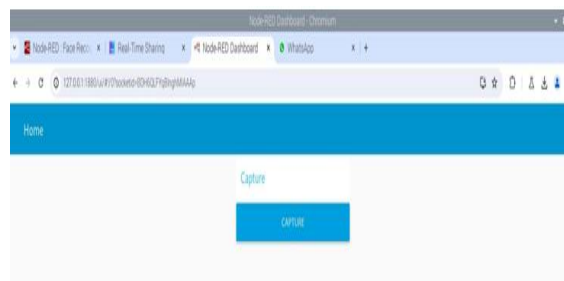 Node-RED Dashboard - Chromium
Node-RED Face Reco
Real-Time Sharing
Node-RED Dashboard
WhatsApp
Home
Capture
CAPTURE